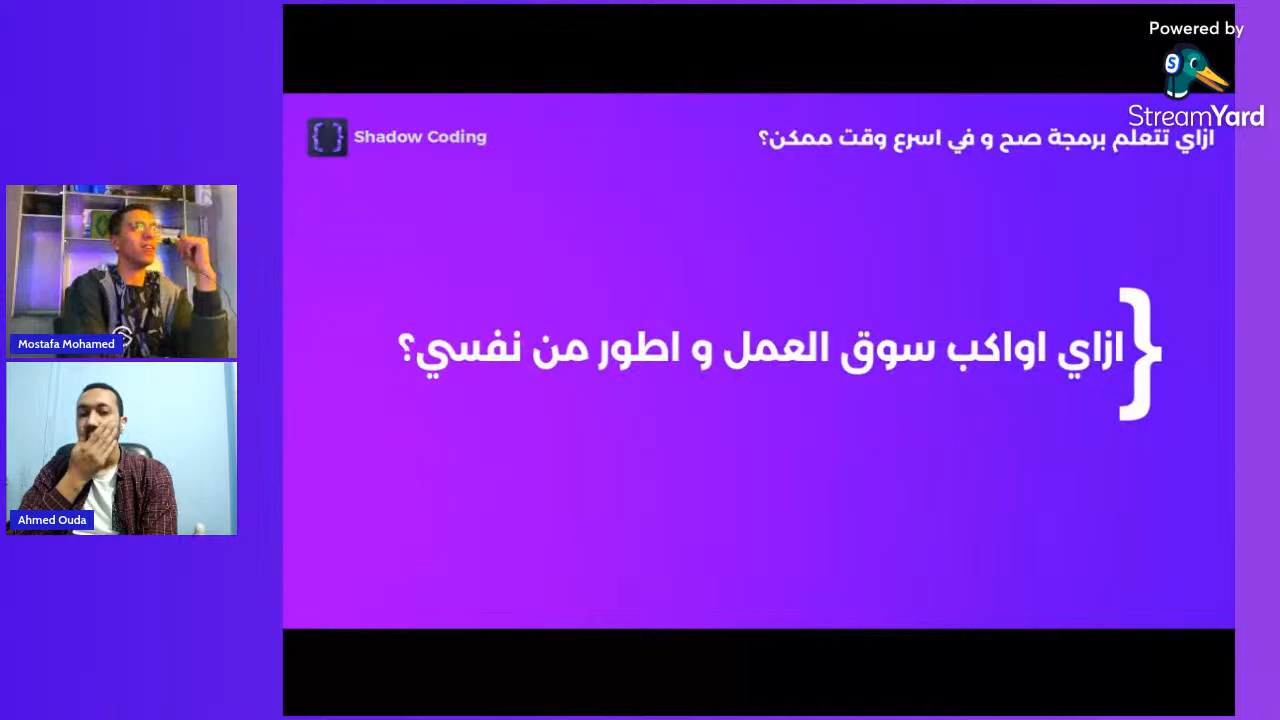 Powered by
StreamYard
Shadow Coding
ازاي تتعلم برمجة صح و في اسرع وقت ممكن؟
ازاي اواكب سوق العمل و اطور من نفسي؟
Mostafa Mohamed
Ahmed Ouda